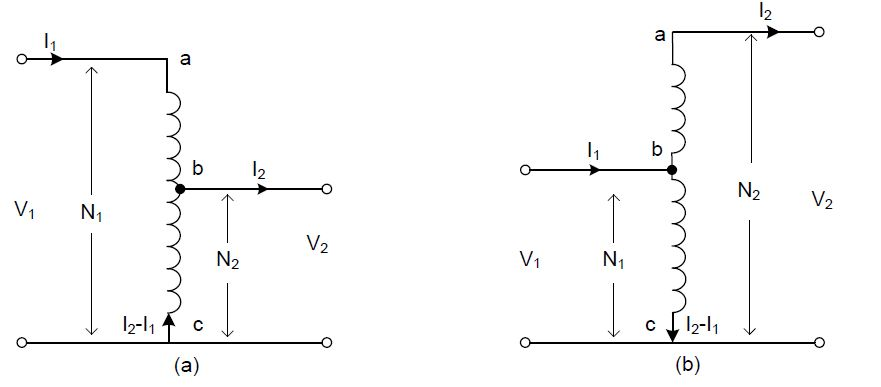 I₁
a
b
I₂
V₁
N₁
N₂
V₂
I₂-I₁
c
(a)
I₂
a
I₁
b
N₂
V₂
V₁
N₁
c
I₂-I₁
(b)